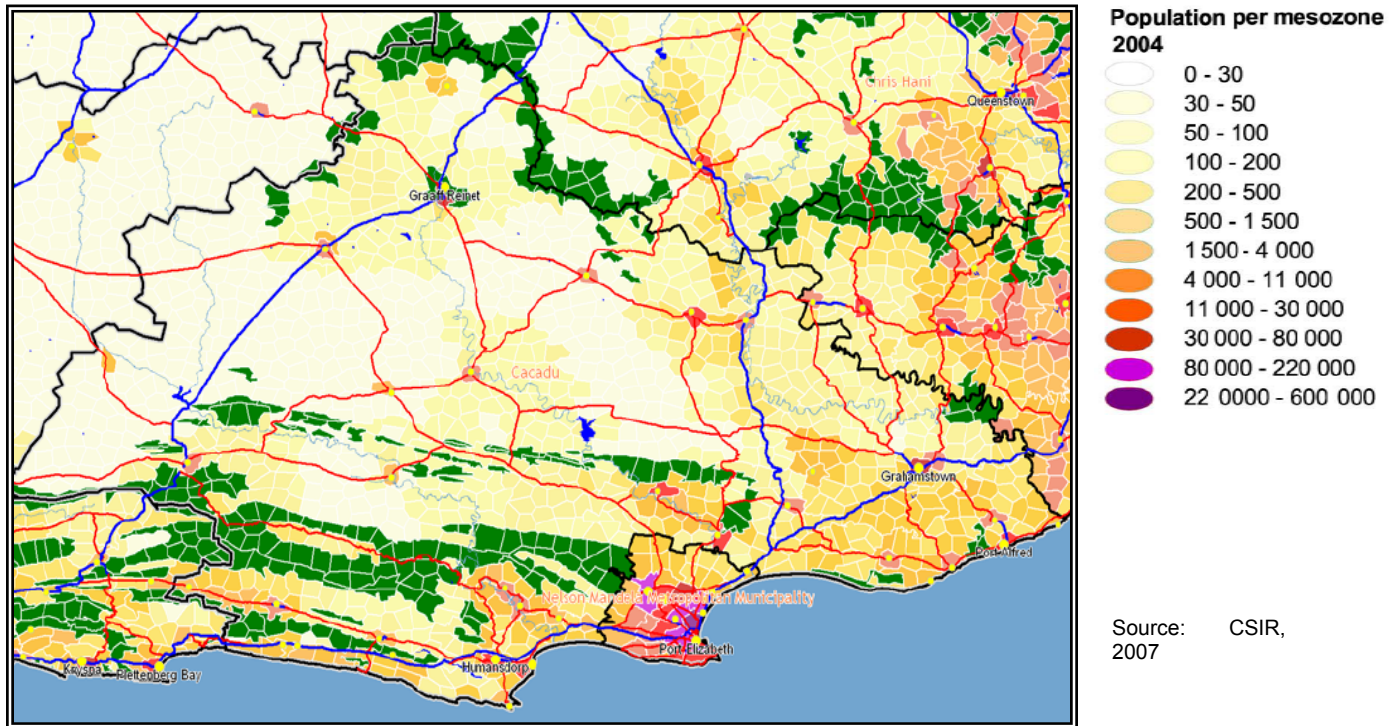 Population per mesozone
2004
0 - 30
30 - 50
50 - 100
100 - 200
200 - 500
500 - 1 500
1 500 - 4 000
4 000 - 11 000
11 000 - 30 000
30 000 - 80 000
80 000 - 220 000
22 0000 - 600 000
Source: CSIR,
2007
Chris Hani
Queenstown
Graaff Reinet
Cacadu
Grahamstown
Port Alfred
Nelson Mandela Metropolitan Municipality
Port Elizabeth
Humansdorp
Knysna
Plettenberg Bay